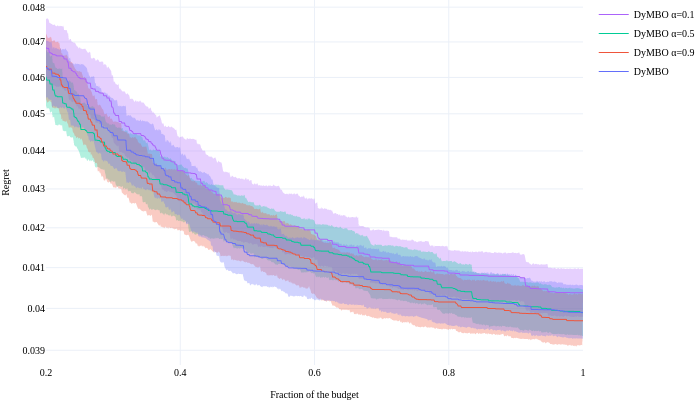 0.048
0.047
0.046
0.045
0.044
0.043
0.042
0.041
0.04
0.039
Regret
0.2
0.4
0.6
0.8
1
Fraction of the budget
DyMBO α=0.1
DyMBO α=0.5
DyMBO α=0.9
DyMBO